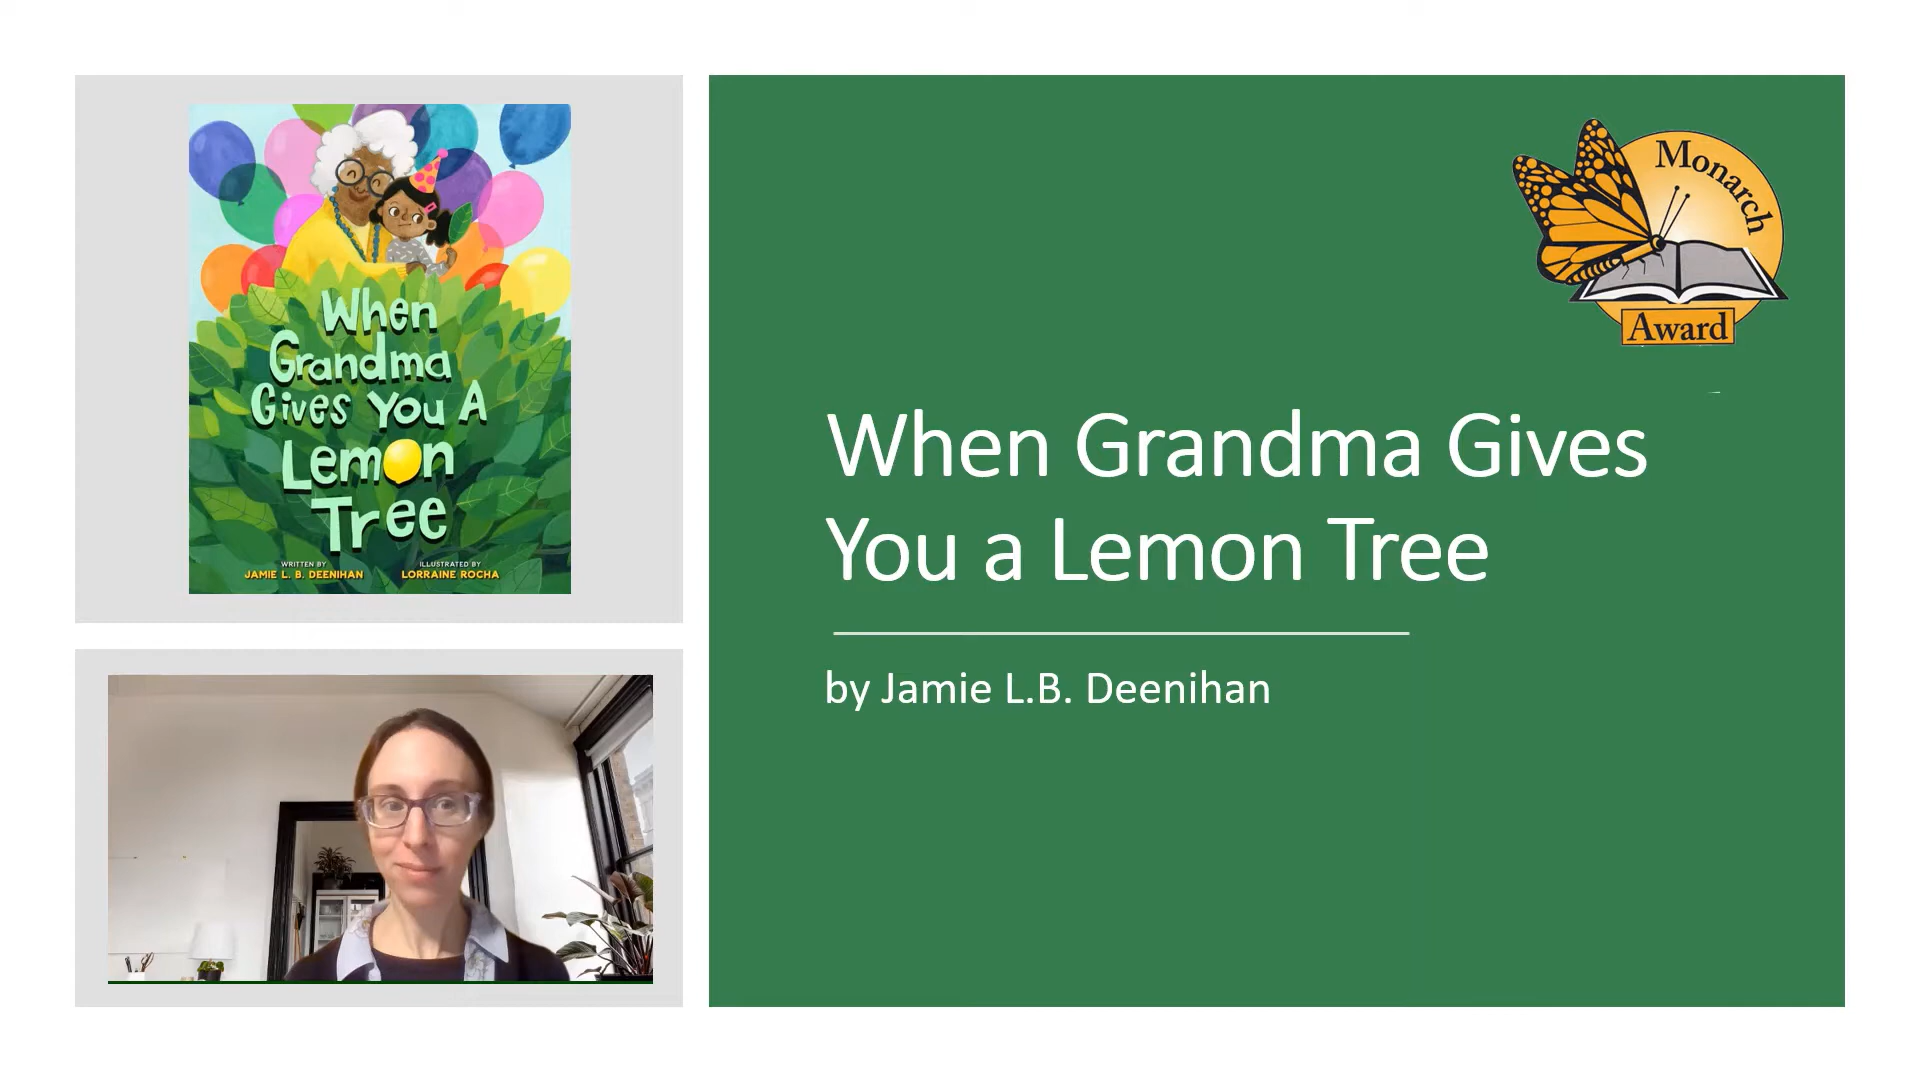 When
Grandma
Gives You A
Lemon
Tree
WRITTEN BY
JAMIE L. B. DEENIHAN
ILLUSTRATED BY
LORRAINE ROCHA
Monarch
Award
When Grandma Gives
You a Lemon Tree
by Jamie L.B. Deenihan